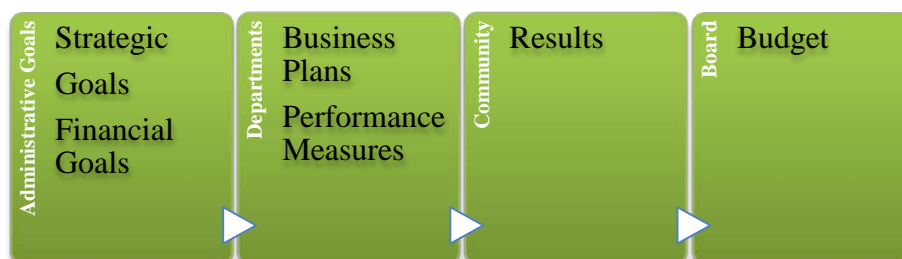 Administrative Goals
Strategic
Goals
Financial
Goals
Departments
Business
Plans
Performance
Measures
Community
Results
Board
Budget